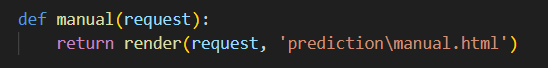 def manual(request):
    return render(request, 'prediction\manual.html')